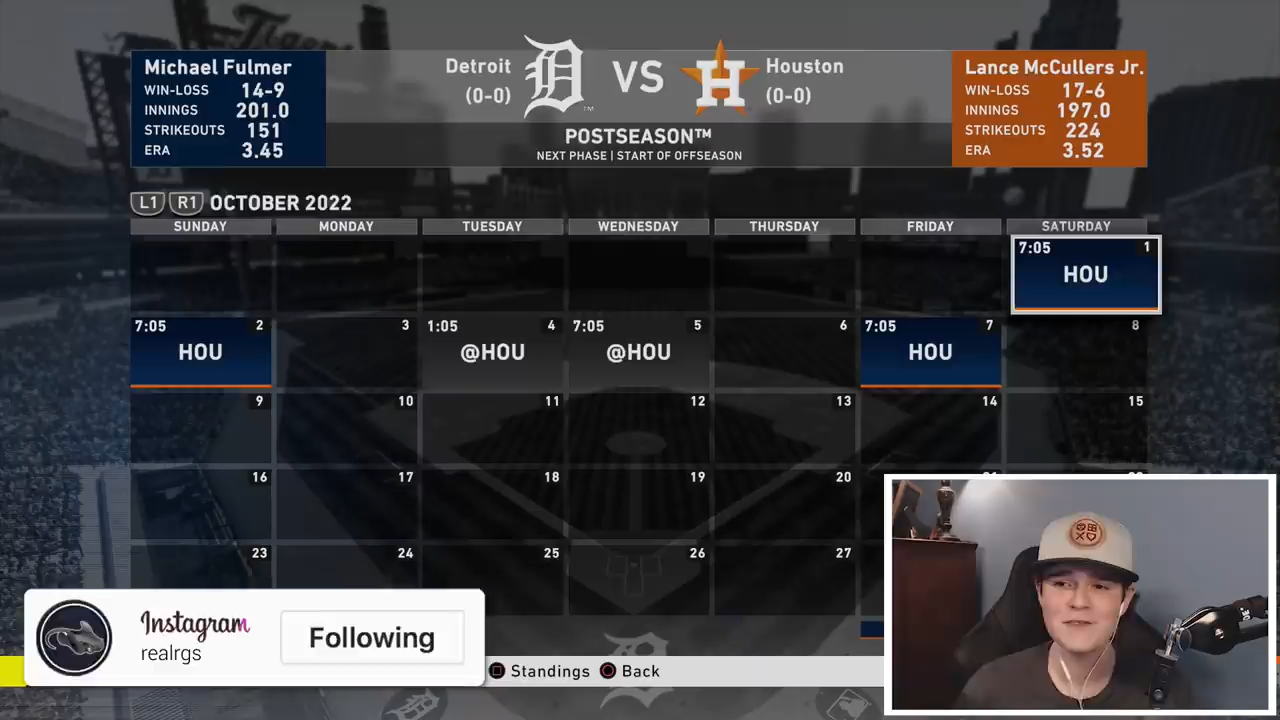 Michael Fulmer
WIN-LOSS 14-9
INNINGS 201.0
STRIKEOUTS 151
ERA 3.45
Detroit
(0-0)
VS
Houston
(0-0)
POSTSEASON™
NEXT PHASE | START OF OFFSEASON
Lance McCullers Jr.
WIN-LOSS 17-6
INNINGS 197.0
STRIKEOUTS 224
ERA 3.52
L1 R1 OCTOBER 2022
SUNDAY MONDAY TUESDAY WEDNESDAY THURSDAY FRIDAY SATURDAY
7:05 1
HOU
7:05 2 3 1:05 4 7:05 5 6 7:05 7 8
HOU @HOU @HOU HOU
9 10 11 12 13 14 15
16 17 18 19 20
23 24 25 26 27
Instagram
realrgs
Following
Standings Back